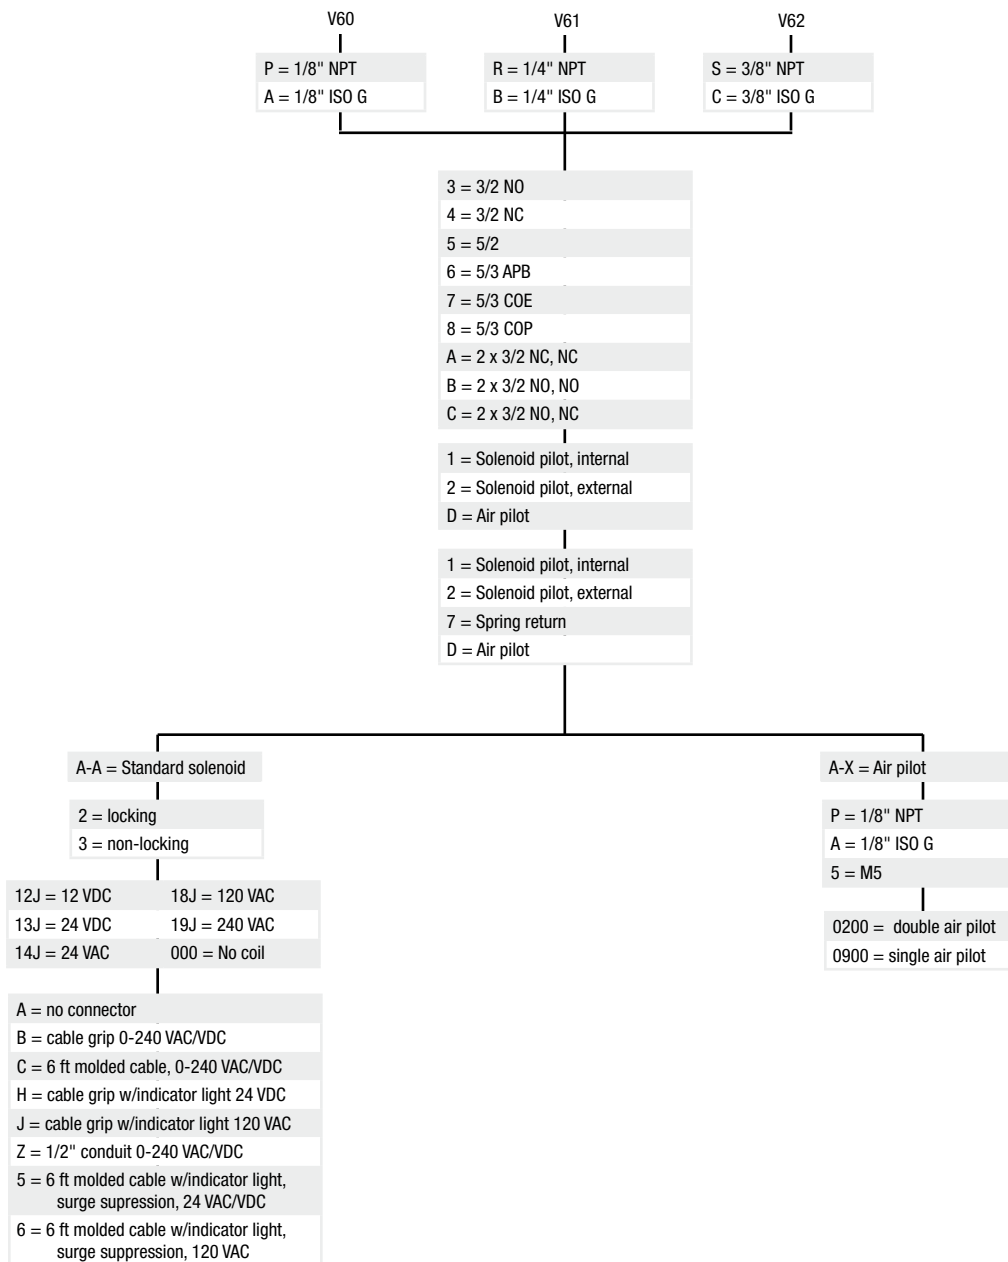 V60
V61
V62
P = 1/8" NPT
A = 1/8" ISO G
R = 1/4" NPT
B = 1/4" ISO G
S = 3/8" NPT
C = 3/8" ISO G
3 = 3/2 NO
4 = 3/2 NC
5 = 5/2
6 = 5/3 APB
7 = 5/3 COE
8 = 5/3 COP
A = 2 x 3/2 NC, NC
B = 2 x 3/2 NO, NO
C = 2 x 3/2 NO, NC
1 = Solenoid pilot, internal
2 = Solenoid pilot, external
D = Air pilot
1 = Solenoid pilot, internal
2 = Solenoid pilot, external
7 = Spring return
D = Air pilot
A-A = Standard solenoid
2 = locking
3 = non-locking
12J = 12 VDC
18J = 120 VAC
13J = 24 VDC
19J = 240 VAC
14J = 24 VAC
000 = No coil
A = no connector
B = cable grip 0-240 VAC/VDC
C = 6 ft molded cable, 0-240 VAC/VDC
H = cable grip w/indicator light 24 VDC
J = cable grip w/indicator light 120 VAC
Z = 1/2" conduit 0-240 VAC/VDC
5 = 6 ft molded cable w/indicator light,
surge supression, 24 VAC/VDC
6 = 6 ft molded cable w/indicator light,
surge suppression, 120 VAC
A-X = Air pilot
P = 1/8" NPT
A = 1/8" ISO G
5 = M5
0200 = double air pilot
0900 = single air pilot